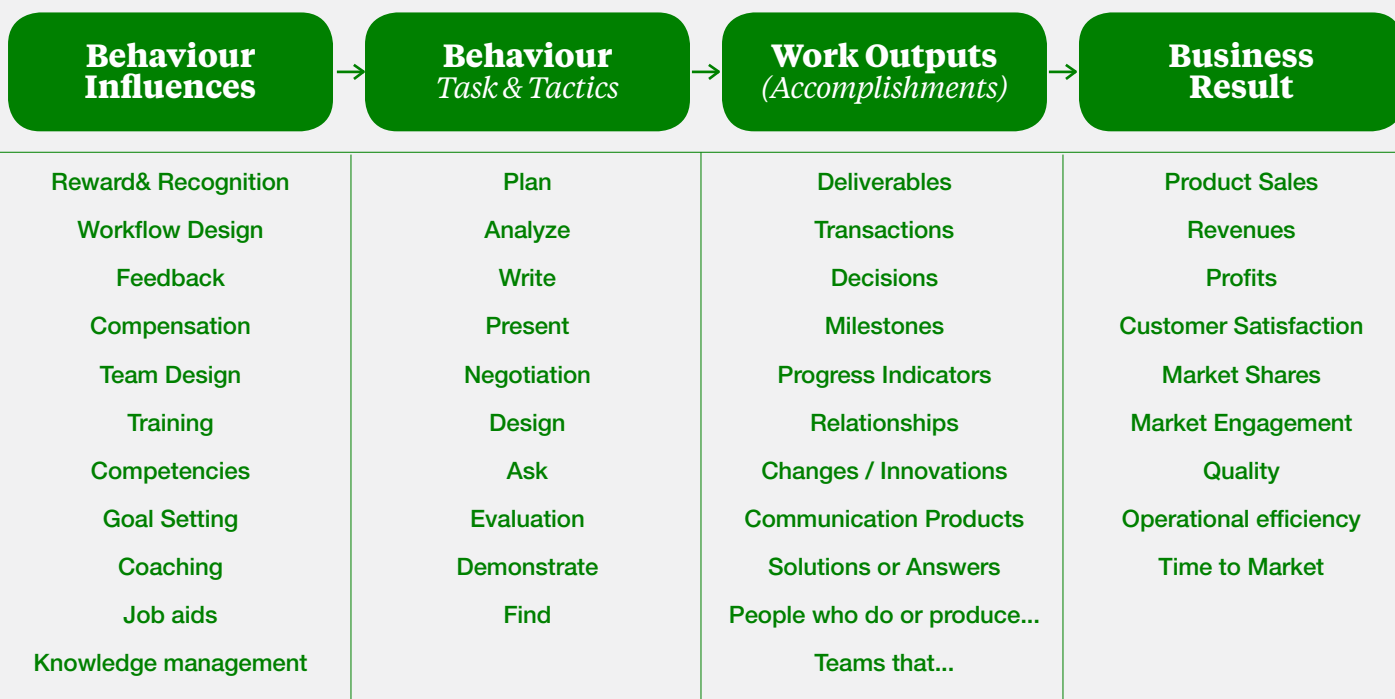 Behaviour
Influences
Behaviour
Task & Tactics
Work Outputs
(Accomplishments)
Business
Result
Reward& Recognition
Workflow Design
Feedback
Compensation
Team Design
Training
Competencies
Goal Setting
Coaching
Job aids
Knowledge management
Plan
Analyze
Write
Present
Negotiation
Design
Ask
Evaluation
Demonstrate
Find
Deliverables
Transactions
Decisions
Milestones
Progress Indicators
Relationships
Changes / Innovations
Communication Products
Solutions or Answers
People who do or produce...
Teams that...
Product Sales
Revenues
Profits
Customer Satisfaction
Market Shares
Market Engagement
Quality
Operational efficiency
Time to Market